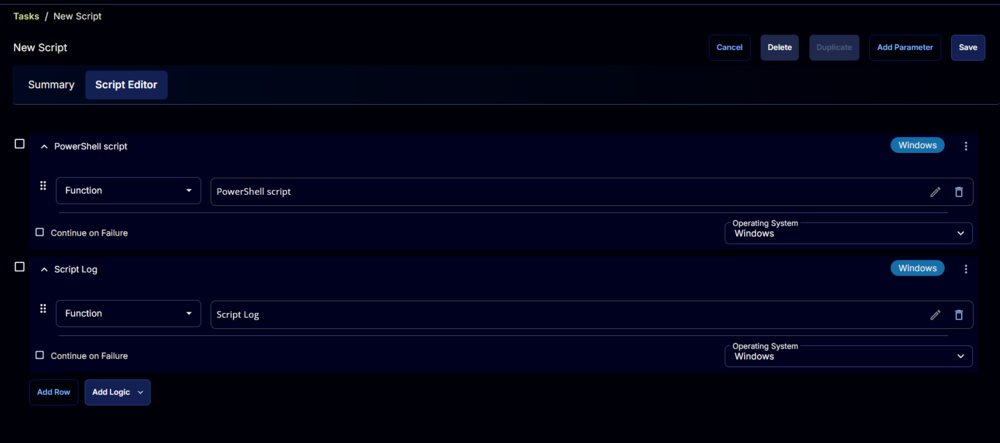 Tasks / New Script
New Script
Cancel
Delete
Duplicate
Add Parameter
Save
Summary
Script Editor
PowerShell script
Windows
Function
PowerShell script
Continue on Failure
Operating System
Windows
Script Log
Windows
Function
Script Log
Continue on Failure
Operating System
Windows
Add Row
Add Logic